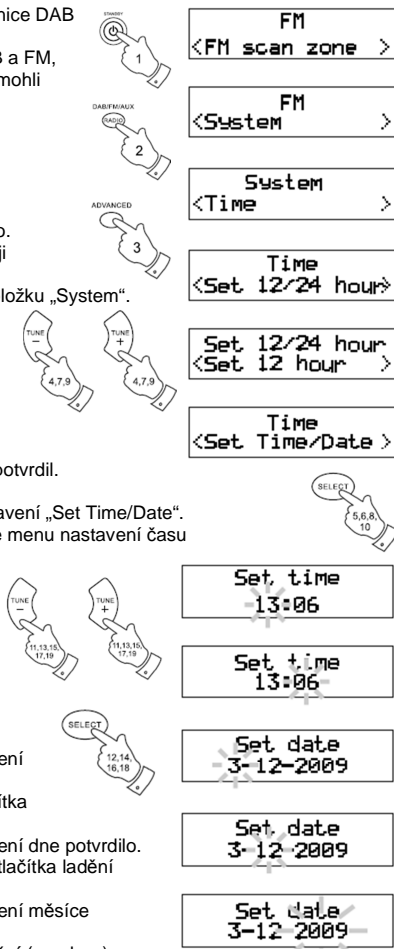 nice DAB
STANDBY
1
FM
<FM scan zone >
B a FM,
mohli
DAB/FM/AUX
RADIO
2
FM
<System >
ADVANCED
3
System
<Time >
o.
ji
Time
<Set 12/24 hour>
oložku „System“.
TUNE
–
4,7,9
TUNE
+
4,7,9
Set 12/24 hour
<Set 12 hour >
Time
<Set Time/Date >
potvrdil.
SELECT
5,6,8,
10
avení „Set Time/Date“.
e menu nastavení času
TUNE
–
11,13,15,
17,19
TUNE
+
11,13,15,
17,19
Set time
13:06
Set time
13:06
SELECT
12,14,
16,18
ení
Set date
3-12-2009
ítka
ení dne potvrdilo.
tlačítka ladění
Set date
3-12-2009
ení měsíce
Set date
3-12-2009